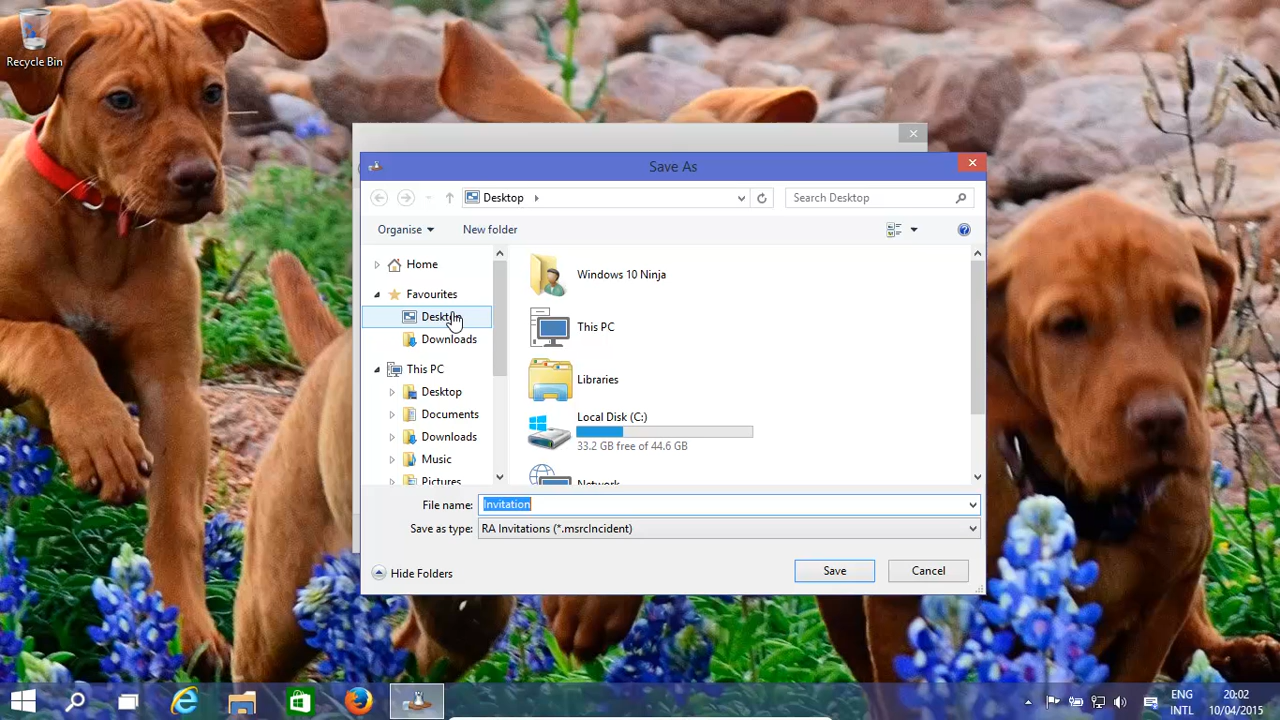 Recycle Bin
Save As
Desktop
Search Desktop
Organise
New folder
Home
Favourites
Desktop
Downloads
This PC
Desktop
Documents
Downloads
Music
Pictures
Windows 10 Ninja
This PC
Libraries
Local Disk (C:)
33.2 GB free of 44.6 GB
Network
File name: Invitation
Save as type: RA Invitations (*.msrcIncident)
Hide Folders
Save
Cancel
ENG
INTL
20:02
10/04/2015